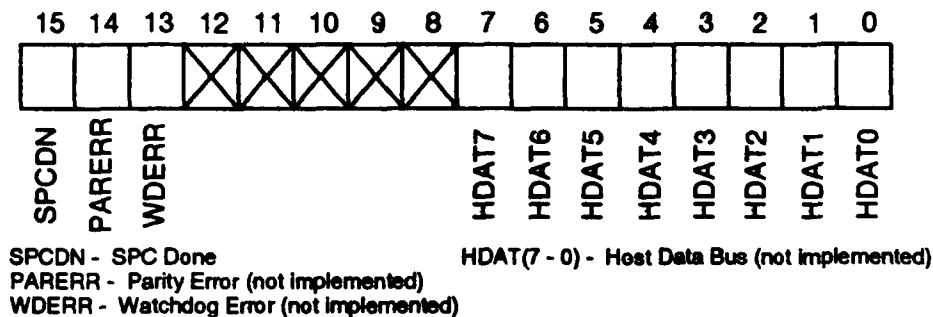 15 14 13 12 11 10 9 8 7 6 5 4 3 2 1 0
SPCDN PARERR WDERR HDAT7 HDAT6 HDAT5 HDAT4 HDAT3 HDAT2 HDAT1 HDAT0
SPCDN - SPC Done HDAT(7 - 0) - Host Data Bus (not implemented)
PARERR - Parity Error (not implemented)
WDERR - Watchdog Error (not implemented)